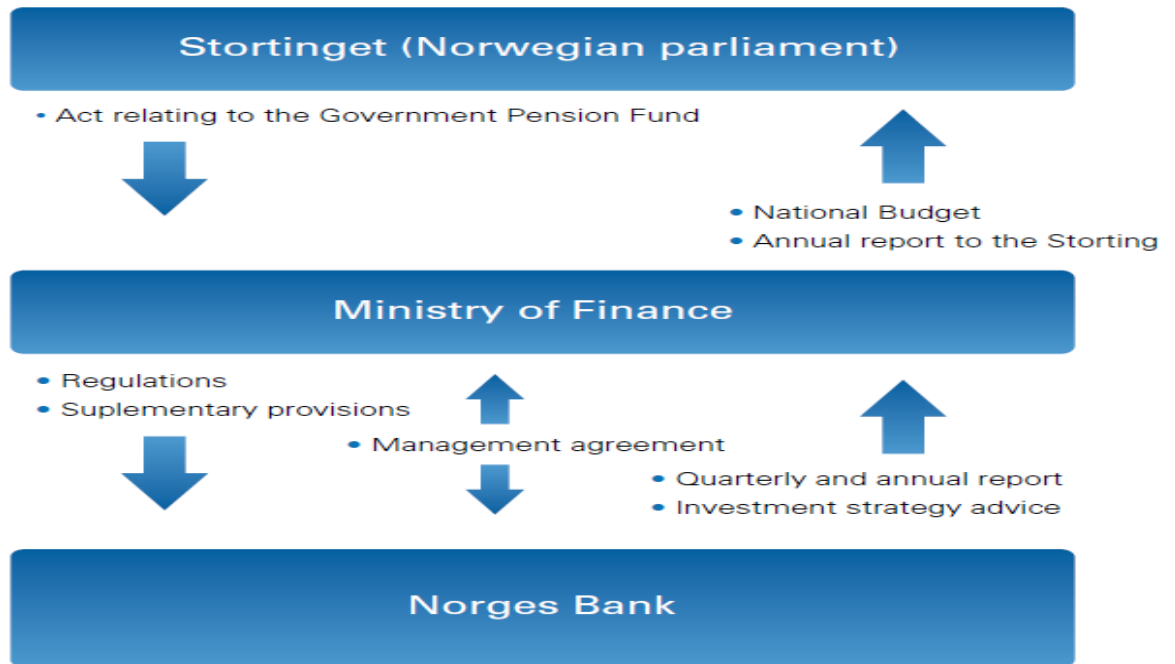 Stortinget (Norwegian parliament)
• Act relating to the Government Pension Fund
• National Budget
• Annual report to the Storting
Ministry of Finance
• Regulations
• Suplementary provisions
• Management agreement
• Quarterly and annual report
• Investment strategy advice
Norges Bank